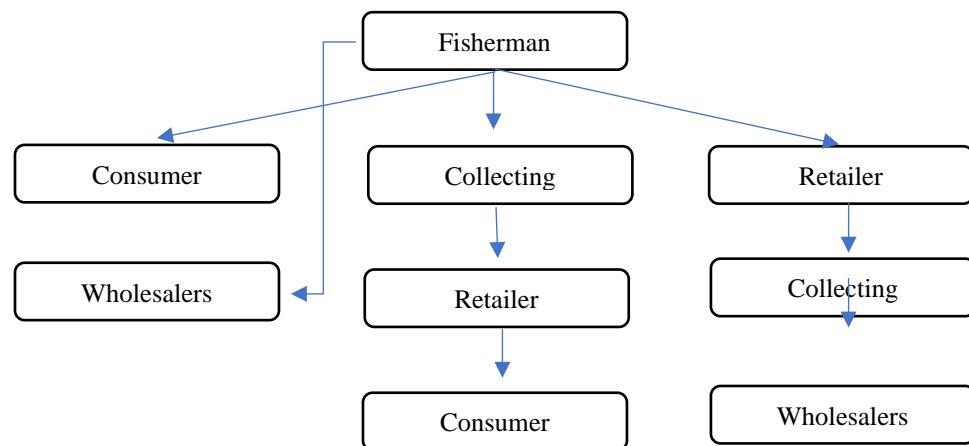 Fisherman
Consumer
Collecting
Retailer
Wholesalers
Retailer
Collecting
Consumer
Wholesalers